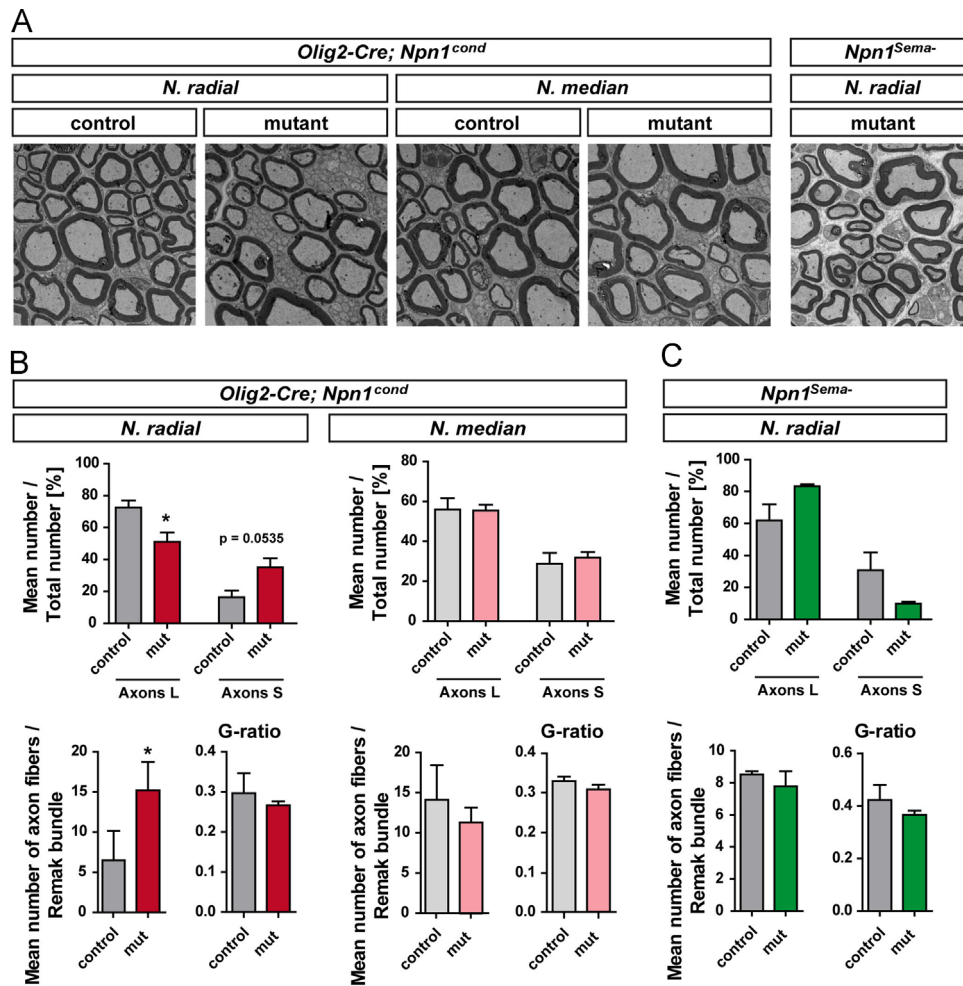 A
Olig2-Cre; Npn1cond
Npn1Sema-
N. radial
N. median
N. radial
control
mutant
control
mutant
mutant
B
Olig2-Cre; Npn1cond
N. radial
N. median
Mean number /
Total number [%]
100
80
60
40
20
0
*
p = 0.0535
control
mut
control
mut
Axons L
Axons S
Mean number /
Total number [%]
60
40
20
0
control
mut
control
mut
Axons L
Axons S
Mean number of axon fibers /
Remak bundle
20
15
10
5
0
*
control
mut
G-ratio
0.4
0.3
0.2
0.1
0.0
control
mut
Mean number of axon fibers /
Remak bundle
20
15
10
5
0
control
mut
G-ratio
0.4
0.3
0.2
0.1
0.0
control
mut
C
Npn1Sema-
N. radial
Mean number /
Total number [%]
100
80
60
40
20
0
control
mut
control
mut
Axons L
Axons S
Mean number of axon fibers /
Remak bundle
10
8
6
4
2
0
control
mut
G-ratio
0.6
0.4
0.2
0.0
control
mut